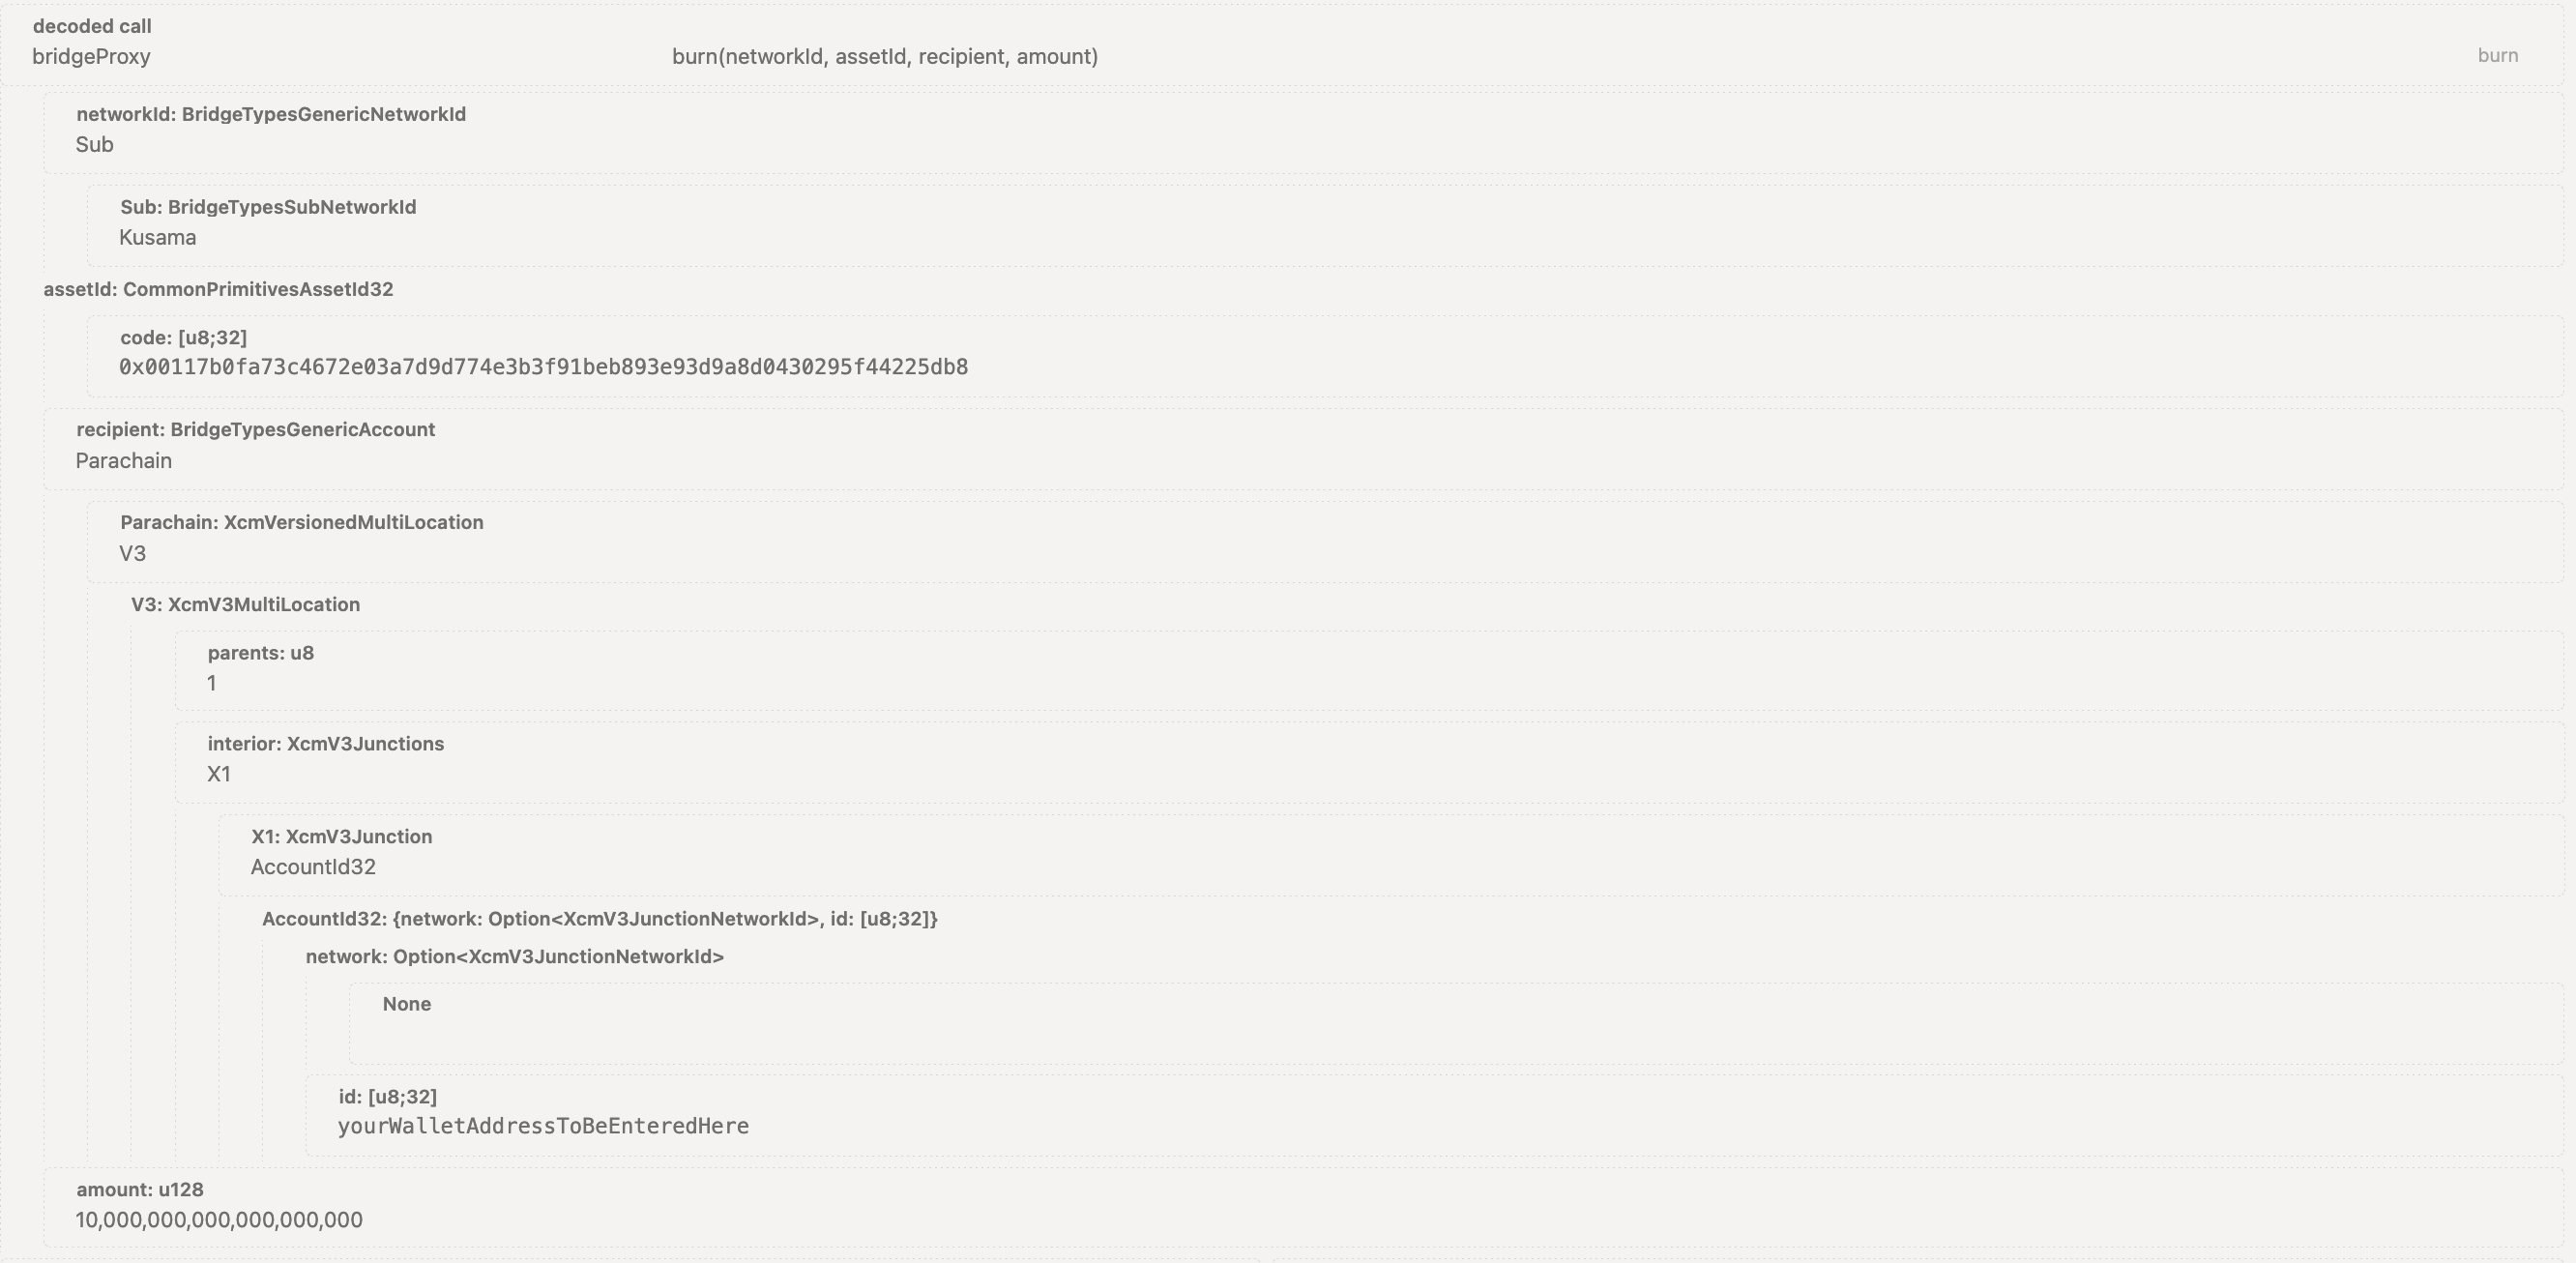 decoded call
bridgeProxy burn(networkId, assetId, recipient, amount) burn
networkId: BridgeTypesGenericNetworkId
Sub
Sub: BridgeTypesSubNetworkId
Kusama
assetId: CommonPrimitivesAssetId32
code: [u8;32]
0x00117b0fa73c4672e03a7d9d774e3b3f91beb893e93d9a8d0430295f44225db8
recipient: BridgeTypesGenericAccount
Parachain
Parachain: XcmVersionedMultiLocation
V3
V3: XcmV3MultiLocation
parents: u8
1
interior: XcmV3Junctions
X1
X1: XcmV3Junction
AccountId32
AccountId32: {network: Option<XcmV3JunctionNetworkId>, id: [u8;32]}
network: Option<XcmV3JunctionNetworkId>
None
id: [u8;32]
yourWalletAddressToBeEnteredHere
amount: u128
10,000,000,000,000,000,000